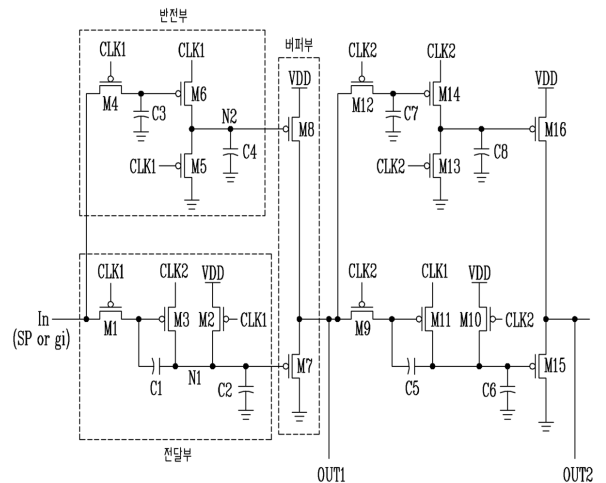 반전부
버퍼부
CLK1
CLK1
M4
M6
C3
N2
C4
CLK1
M5
VDD
M8
CLK2
CLK2
M12
M14
C7
C8
CLK2
M13
VDD
M16
In
(SP or gi)
CLK1
CLK2
VDD
M1
M3
M2
CLK1
C1
N1
C2
M7
전달부
CLK2
CLK1
VDD
M9
M11
M10
CLK2
C5
C6
M15
OUT1
OUT2